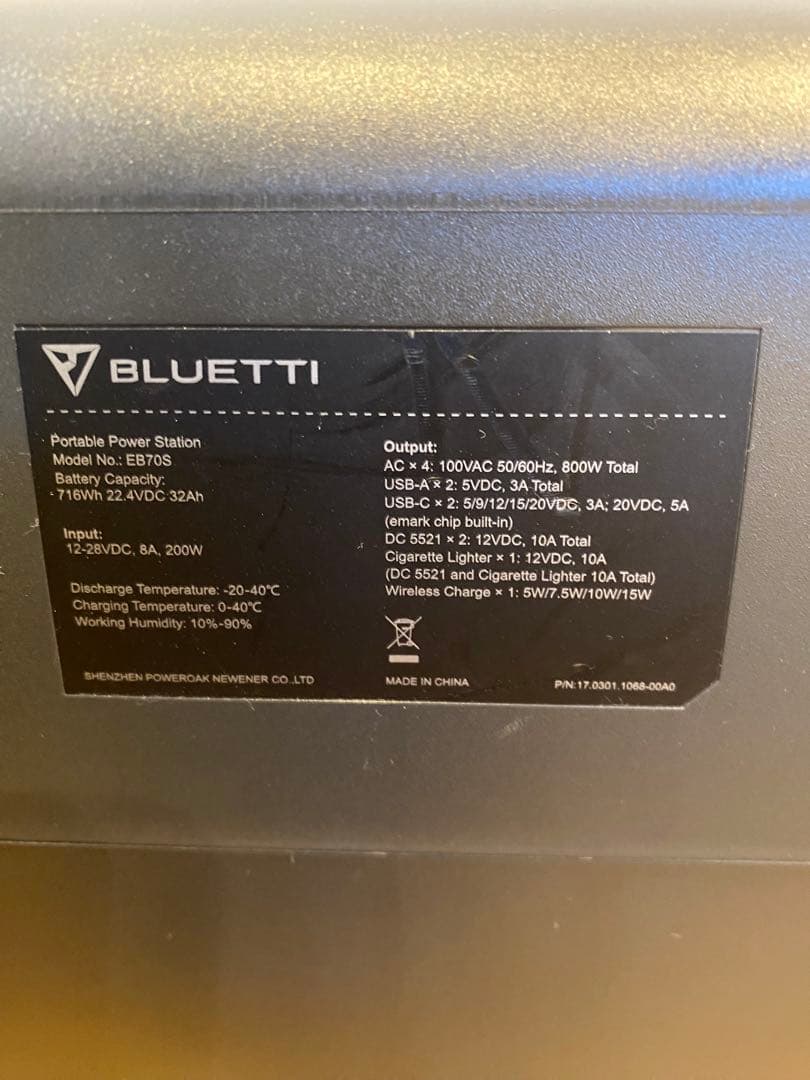 BLUETTI
Portable Power Station
Model No.: EB70S
Battery Capacity:
716Wh 22.4VDC 32Ah
Input:
12-28VDC, 8A, 200W
Discharge Temperature: -20-40℃
Charging Temperature: 0-40℃
Working Humidity: 10%-90%
SHENZHEN POWEROAK NEWENER CO.,LTD
Output:
AC × 4: 100VAC 50/60Hz, 800W Total
USB-A × 2: 5VDC, 3A Total
USB-C × 2: 5/9/12/15/20VDC, 3A; 20VDC, 5A
(emark chip built-in)
DC 5521 × 2: 12VDC, 10A Total
Cigarette Lighter × 1: 12VDC, 10A
(DC 5521 and Cigarette Lighter 10A Total)
Wireless Charge × 1: 5W/7.5W/10W/15W
MADE IN CHINA
P/N:17.0301.1068-00A0